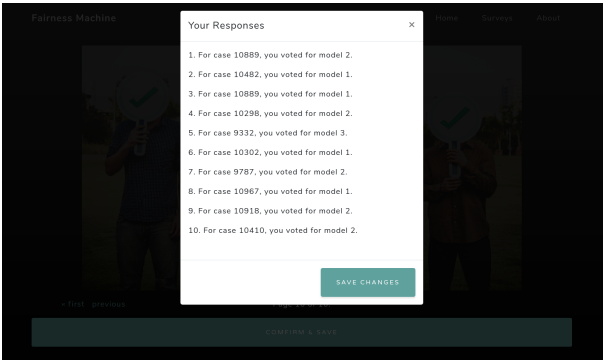 Fairness Machine
Home Surveys About
Your Responses ×
1. For case 10889, you voted for model 2.
2. For case 10482, you voted for model 1.
3. For case 10889, you voted for model 1.
4. For case 10298, you voted for model 2.
5. For case 9332, you voted for model 3.
6. For case 10302, you voted for model 1.
7. For case 9787, you voted for model 2.
8. For case 10967, you voted for model 1.
9. For case 10918, you voted for model 2.
10. For case 10410, you voted for model 2.
SAVE CHANGES
« first previous
CONFIRM & SAVE